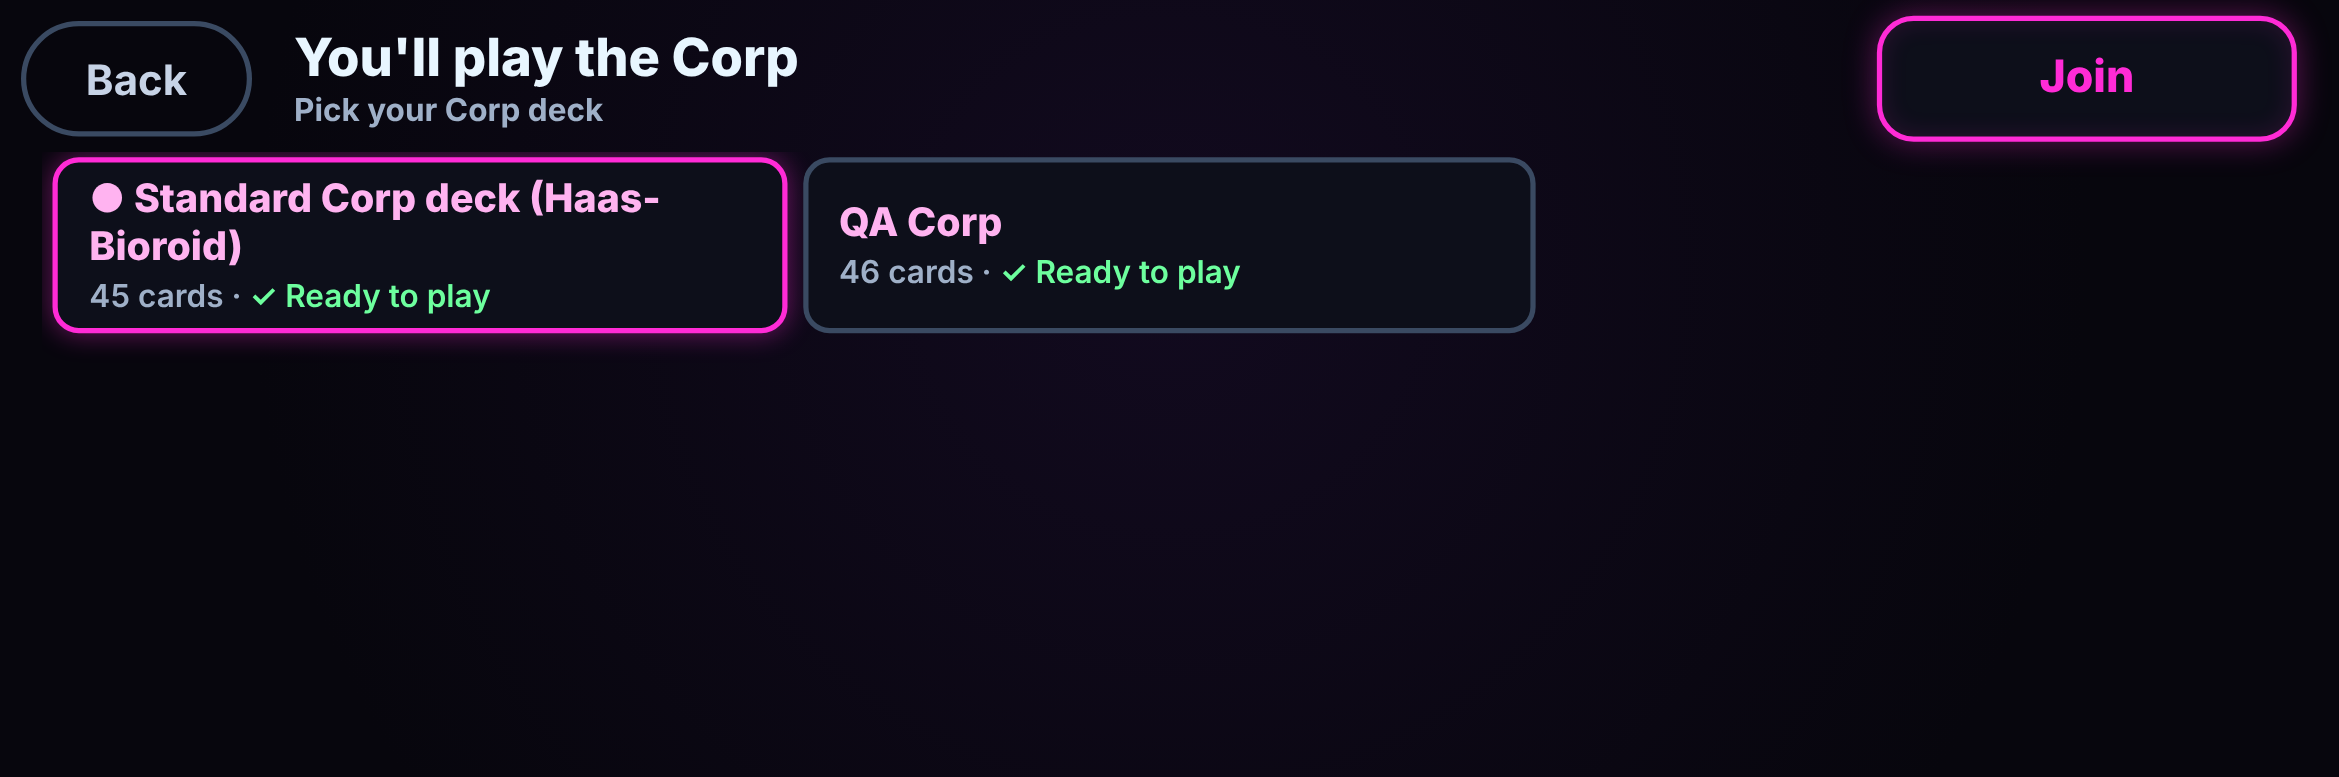 Back
You'll play the Corp
Pick your Corp deck
Join
● Standard Corp deck (Haas-
Bioroid)
45 cards · ✓ Ready to play
QA Corp
46 cards · ✓ Ready to play